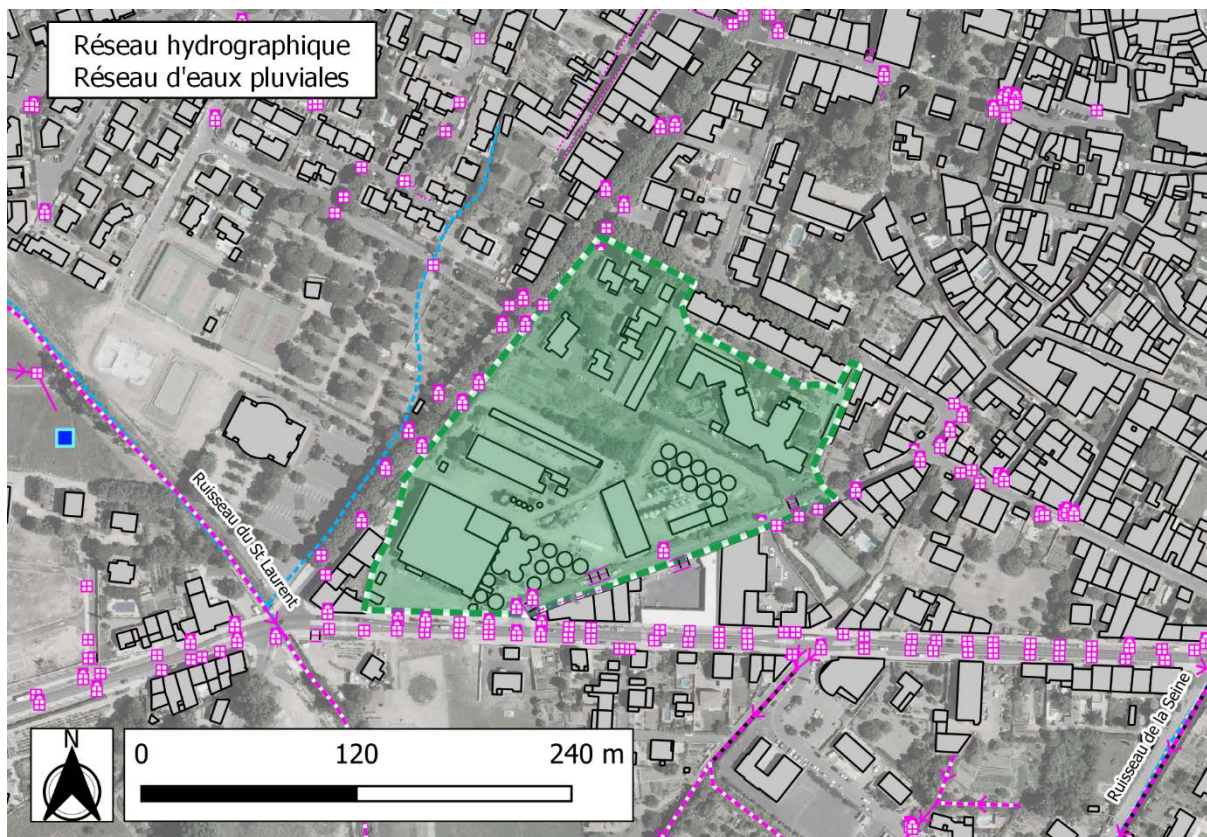 Réseau hydrographique
Réseau d'eaux pluviales
Ruisseau du St Laurent
Ruisseau de la Seine
N
0 120 240 m